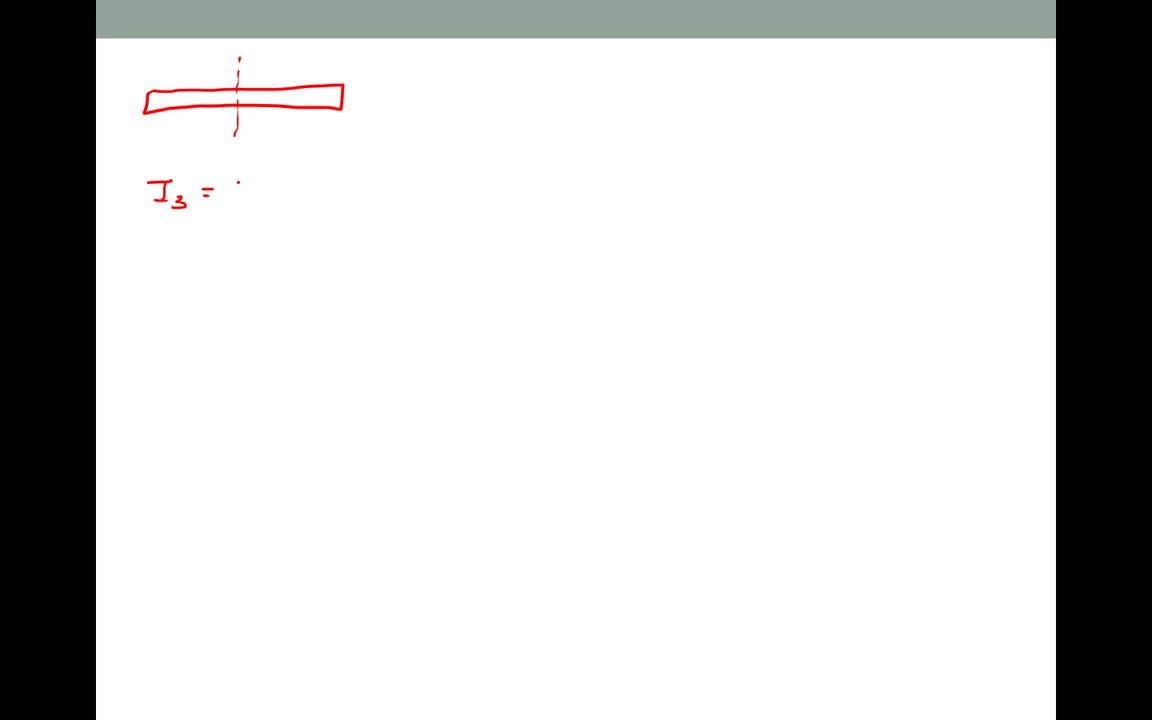 I₃ =